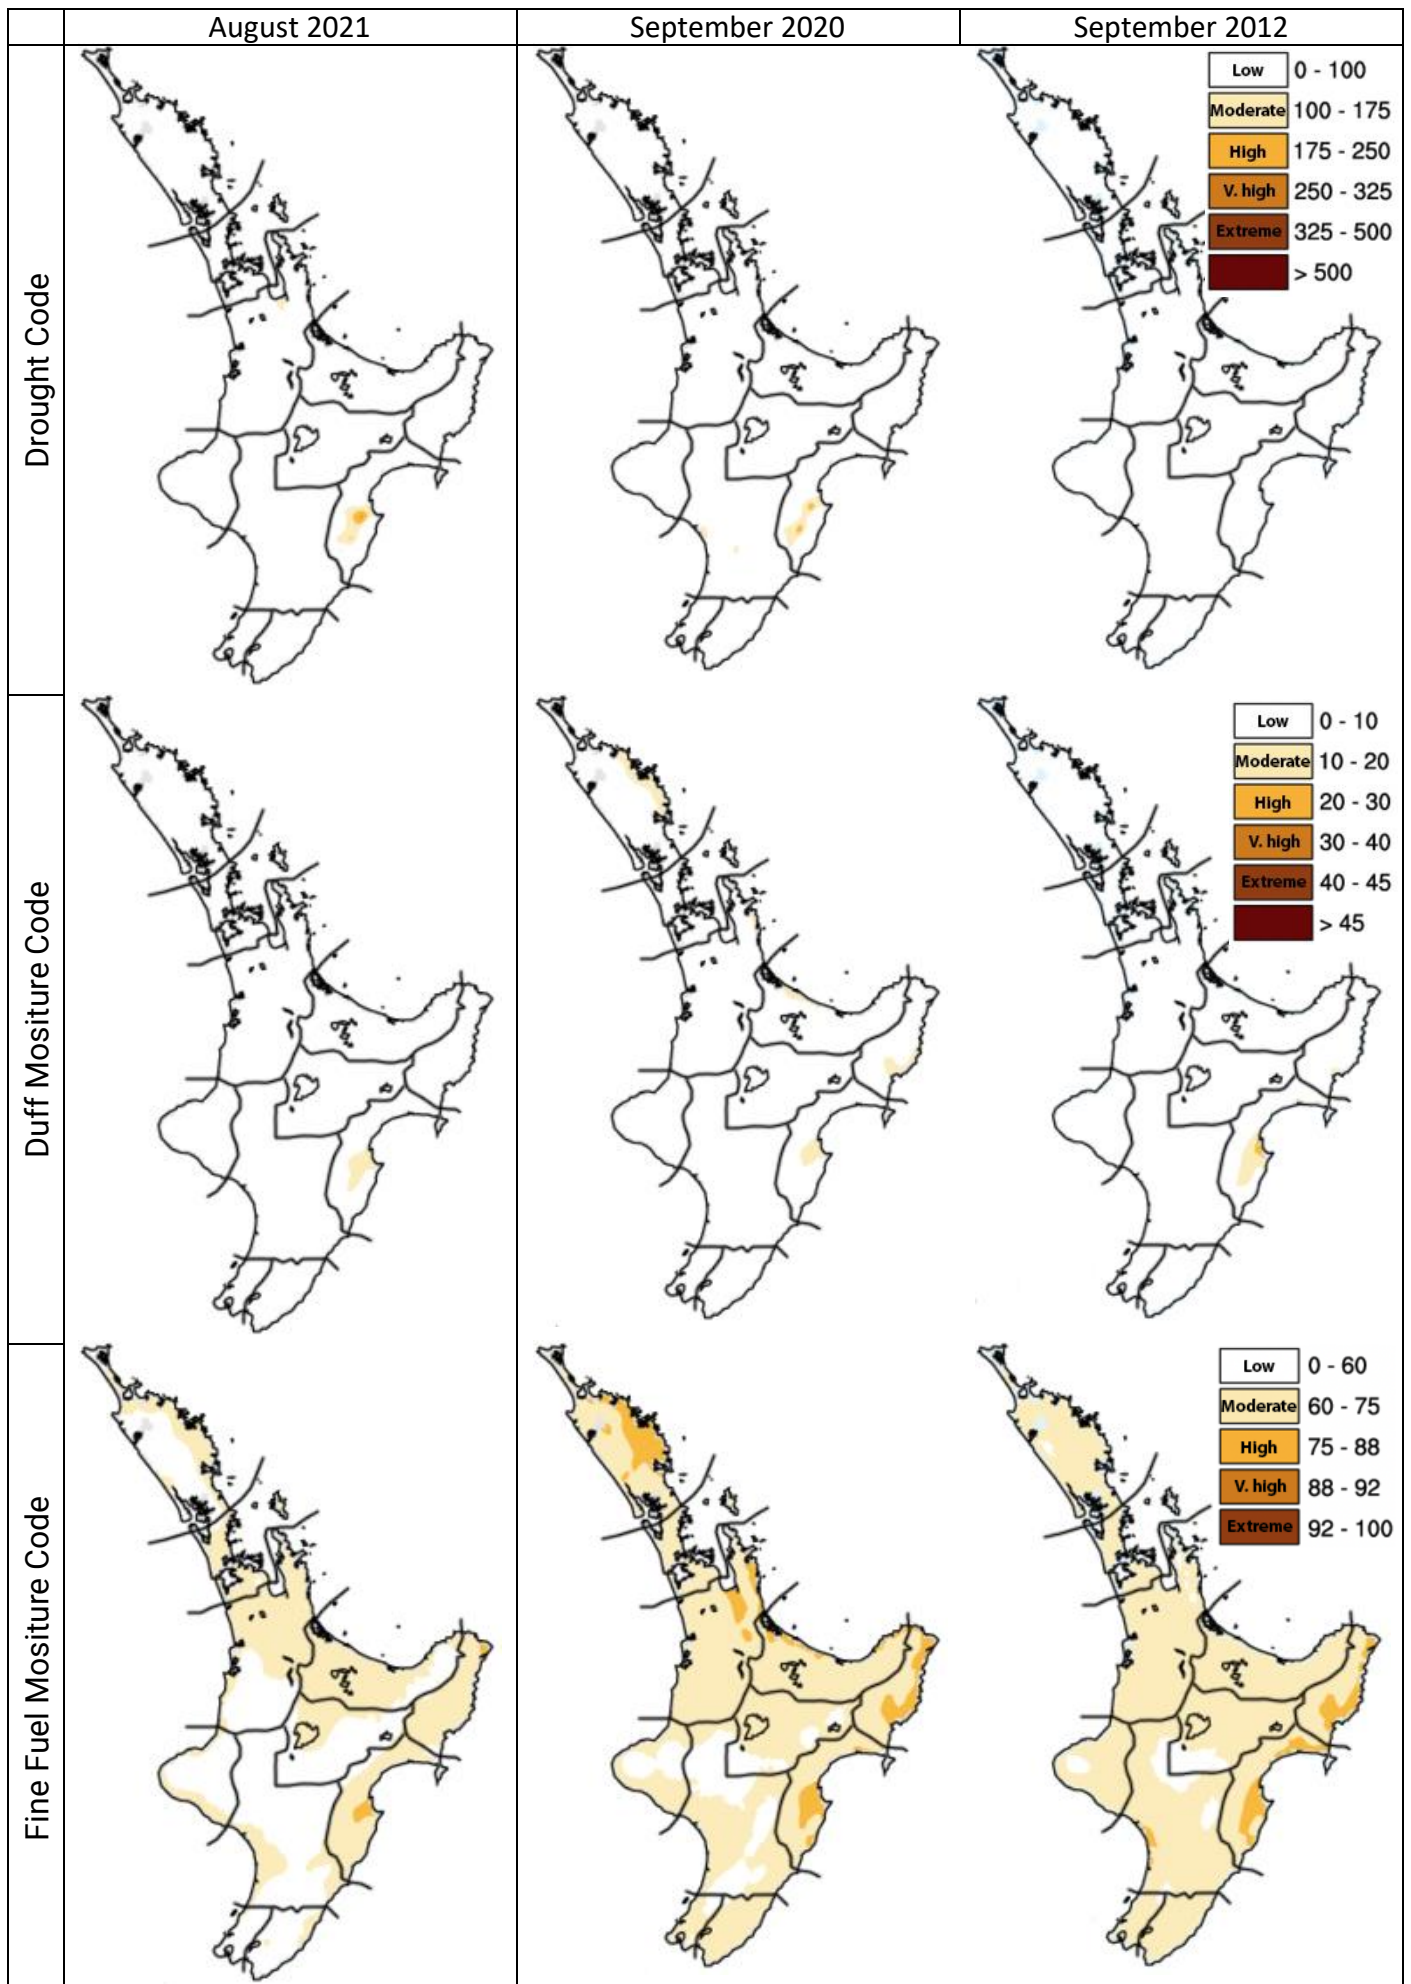 August 2021
September 2020
September 2012
Drought Code
Low 0 - 100
Moderate 100 - 175
High 175 - 250
V. high 250 - 325
Extreme 325 - 500
> 500
Duff Mositure Code
Low 0 - 10
Moderate 10 - 20
High 20 - 30
V. high 30 - 40
Extreme 40 - 45
> 45
Fine Fuel Mositure Code
Low 0 - 60
Moderate 60 - 75
High 75 - 88
V. high 88 - 92
Extreme 92 - 100